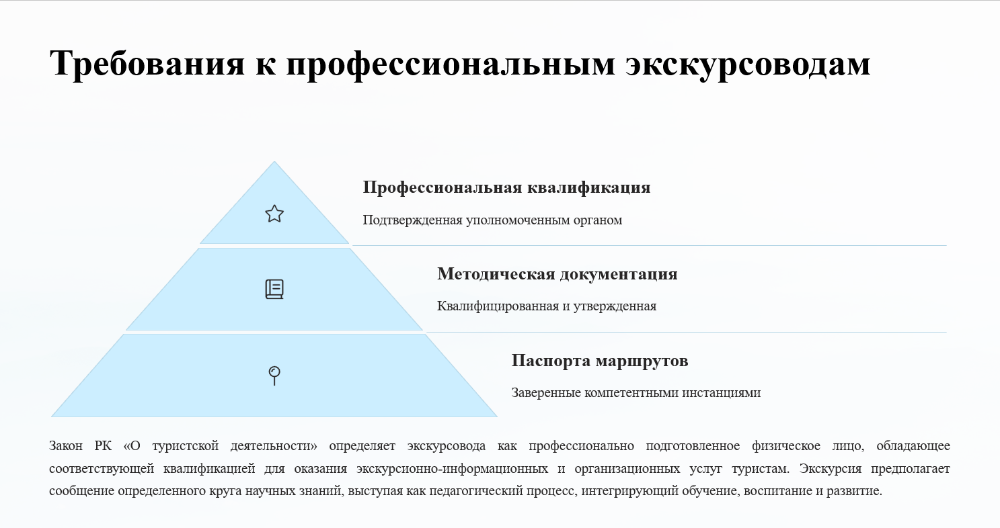 Требования к профессиональным экскурсоводам
Профессиональная квалификация
Подтвержденная уполномоченным органом
Методическая документация
Квалифицированная и утвержденная
Паспорта маршрутов
Заверенные компетентными инстанциями
Закон РК «О туристской деятельности» определяет экскурсовода как профессионально подготовленное физическое лицо, обладающее
соответствующей квалификацией для оказания экскурсионно-информационных и организационных услуг туристам. Экскурсия предполагает
сообщение определенного круга научных знаний, выступая как педагогический процесс, интегрирующий обучение, воспитание и развитие.